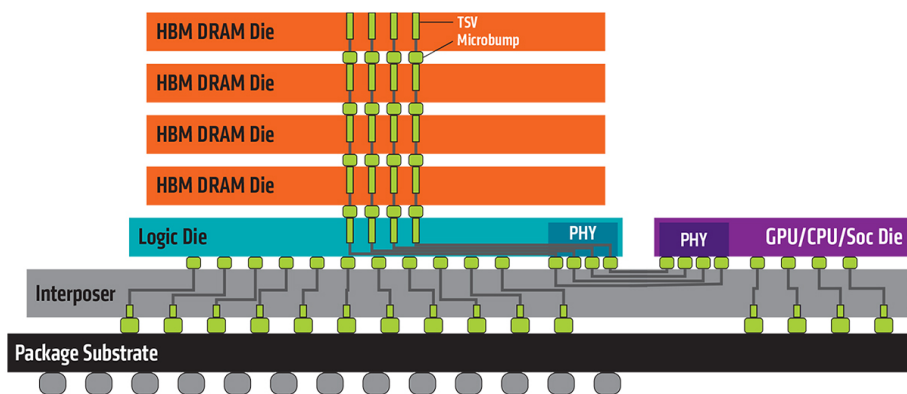 HBM DRAM Die
TSV
Microbump
HBM DRAM Die
HBM DRAM Die
HBM DRAM Die
Logic Die
PHY
PHY
GPU/CPU/Soc Die
Interposer
Package Substrate